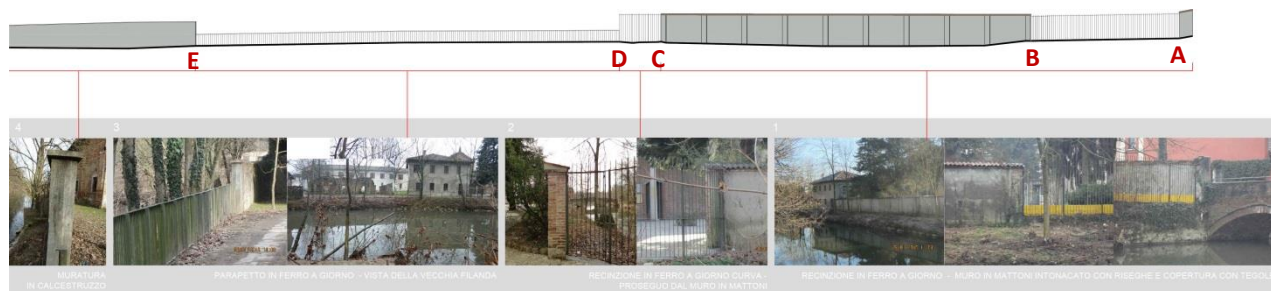 E
D
C
B
A
4
3
2
1
MURATURA
IN CALCESTRUZZO
PARAPETTO IN FERRO A GIORNO - VISTA DELLA VECCHIA FILANDA
RECINZIONE IN FERRO A GIORNO CURVA -
PROSEGUO DAL MURO IN MATTONI
RECINZIONE IN FERRO A GIORNO - MURO IN MATTONI INTONACATO CON RISEGHE E COPERTURA CON TEGOLE